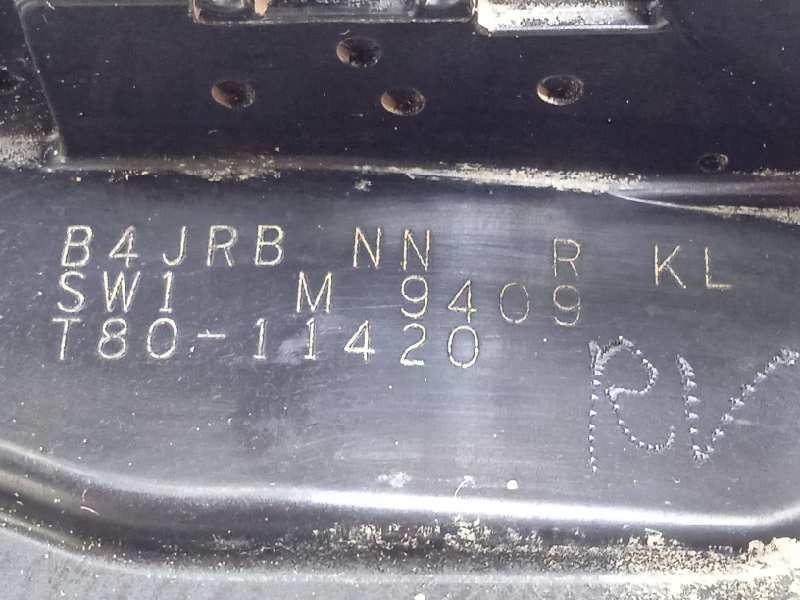 B4JRB NN R KL
SW1 M 9409
T80-11420
RV